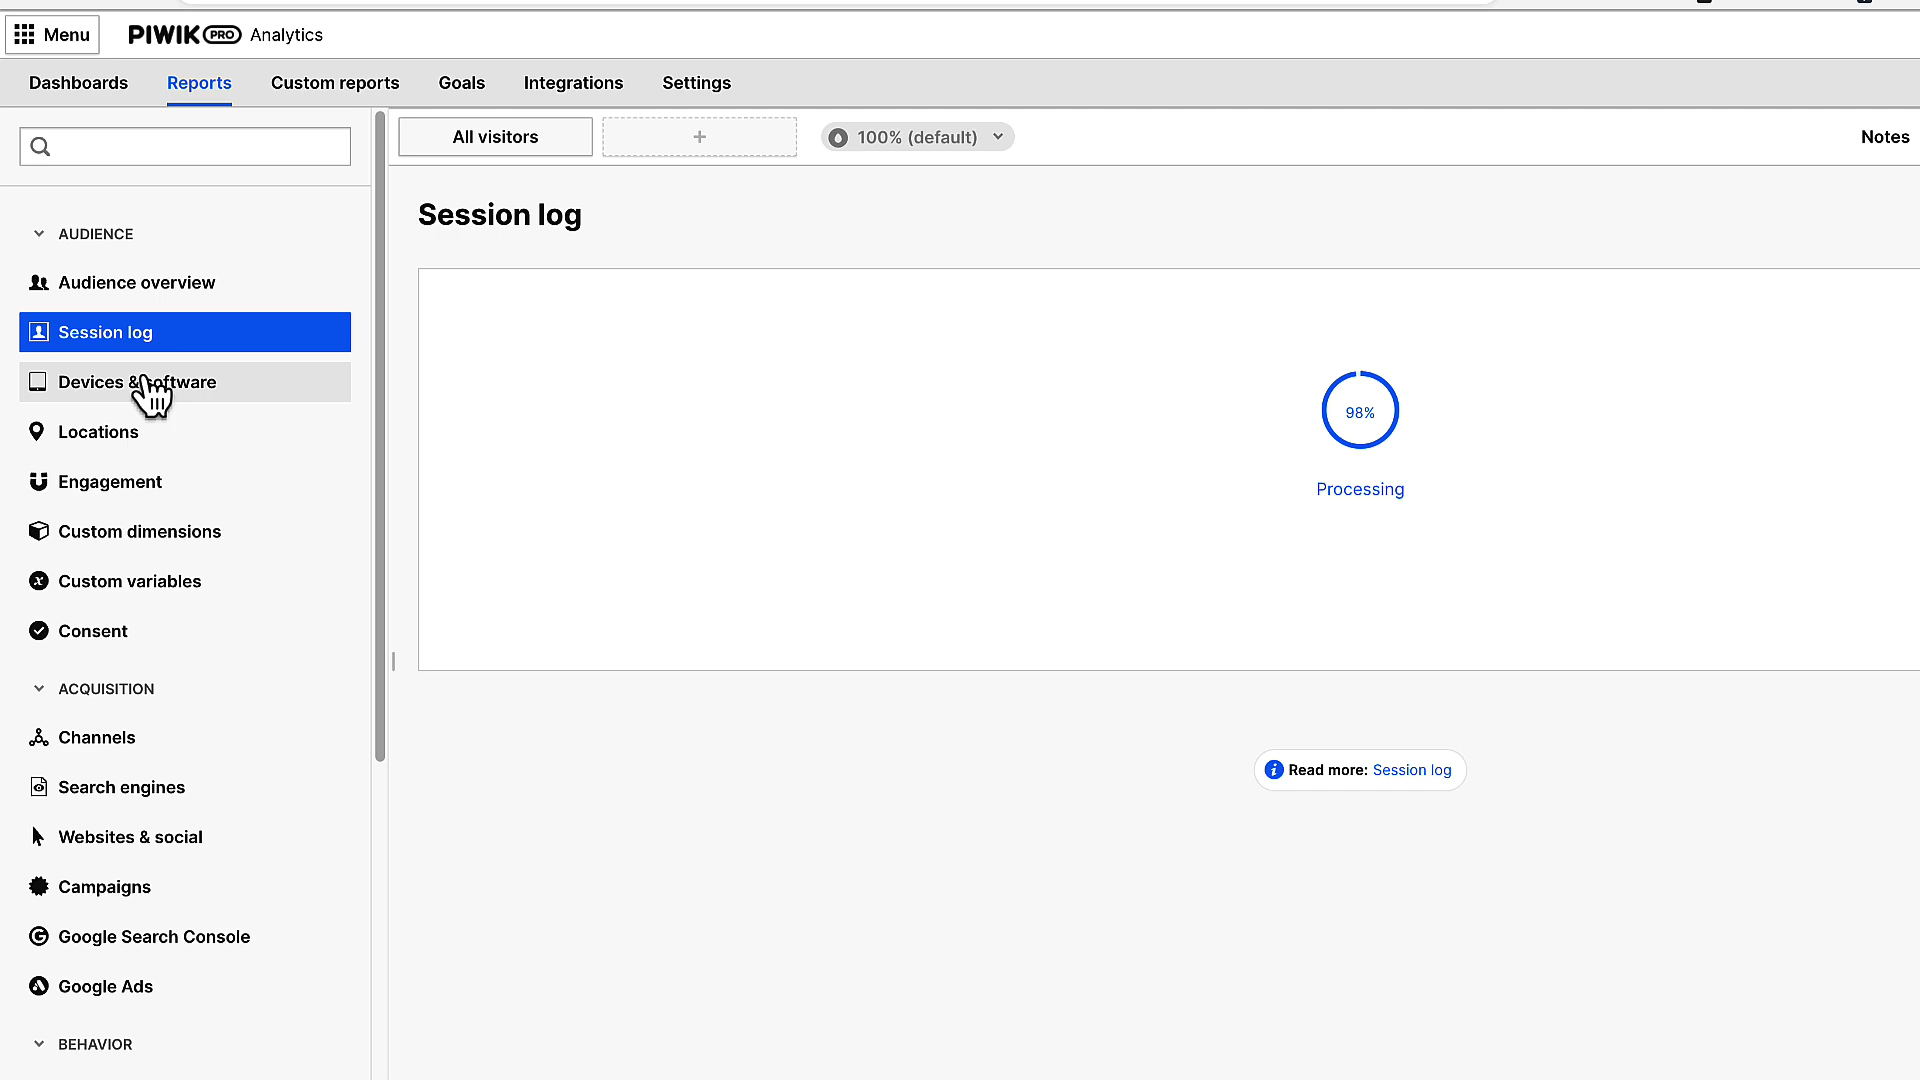 Menu
PIWIK PRO Analytics
Dashboards
Reports
Custom reports
Goals
Integrations
Settings
All visitors
+
100% (default)
Notes
AUDIENCE
Audience overview
Session log
Devices & software
Locations
Engagement
Custom dimensions
Custom variables
Consent
ACQUISITION
Channels
Search engines
Websites & social
Campaigns
Google Search Console
Google Ads
BEHAVIOR
Session log
98%
Processing
Read more: Session log